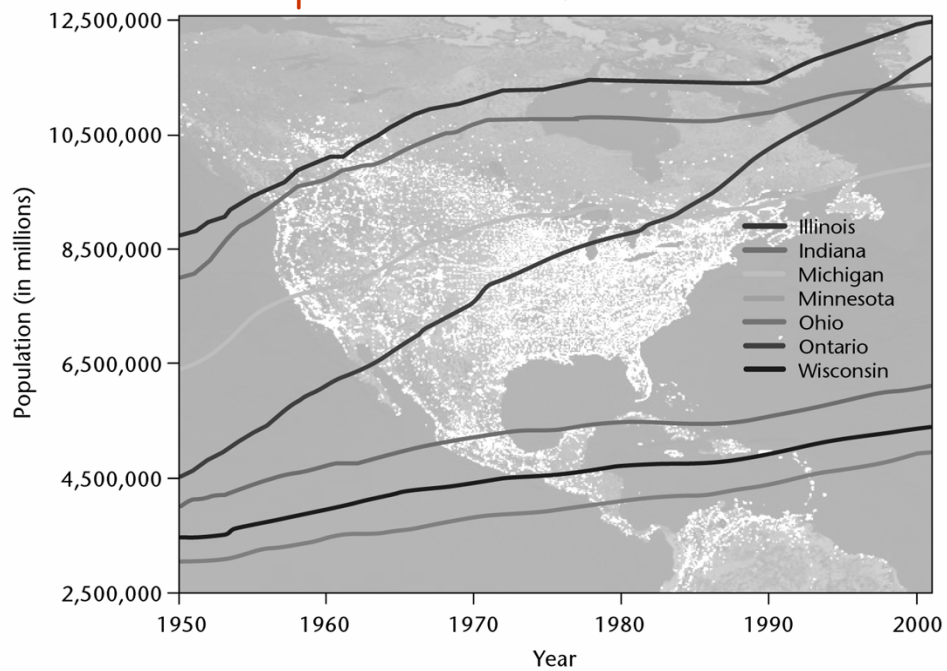 12,500,000
10,500,000
8,500,000
6,500,000
4,500,000
2,500,000
Population (in millions)
1950 1960 1970 1980 1990 2000
Year
Illinois
Indiana
Michigan
Minnesota
Ohio
Ontario
Wisconsin